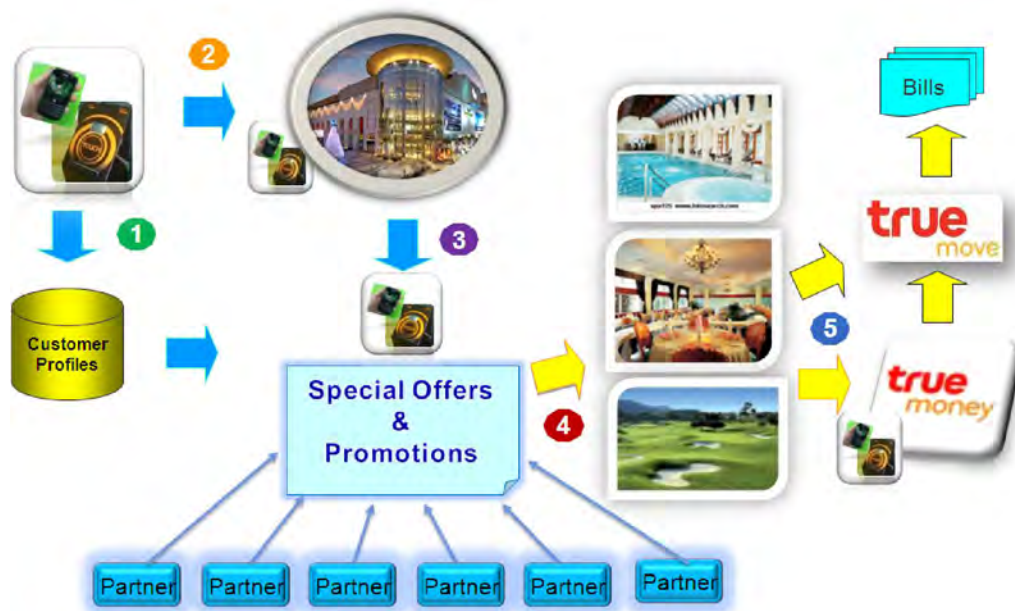 2
1
Customer
Profiles
3
Special Offers
&
Promotions
4
5
Bills
true
move
true
money
Partner
Partner
Partner
Partner
Partner
Partner